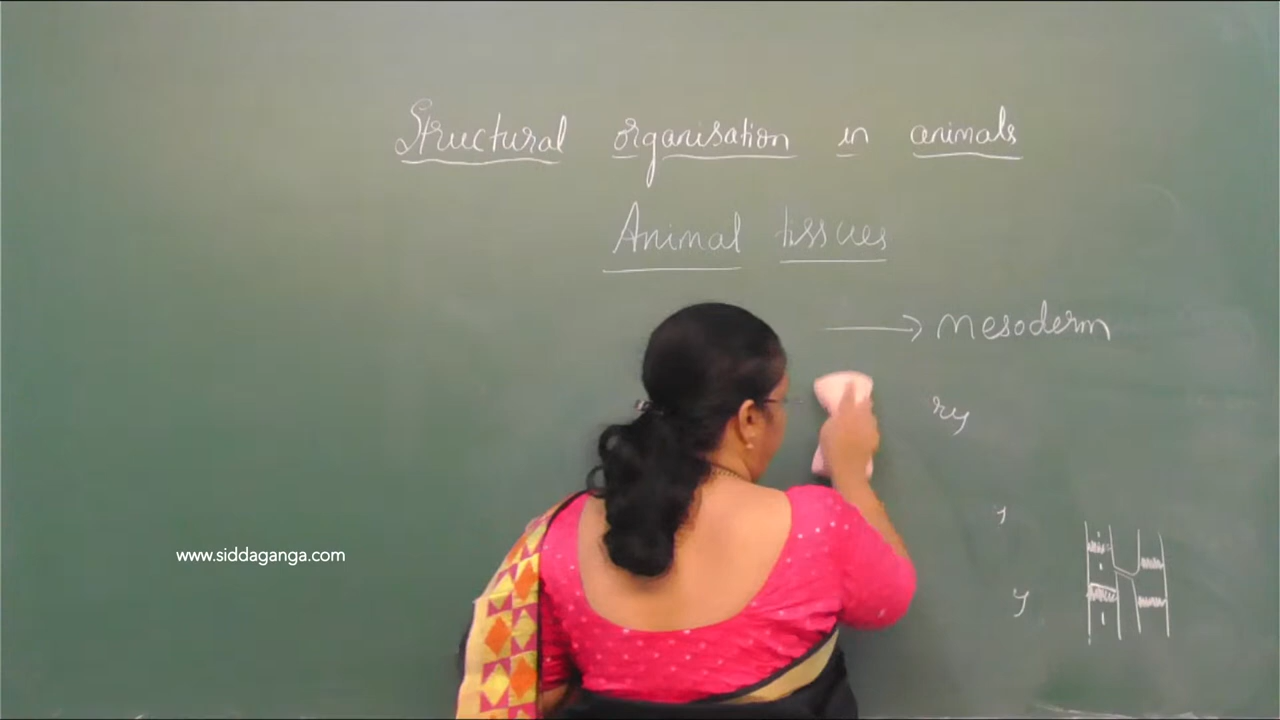 Structural organisation in animals
Animal tissues
→ Mesoderm
ry
y
www.siddaganga.com